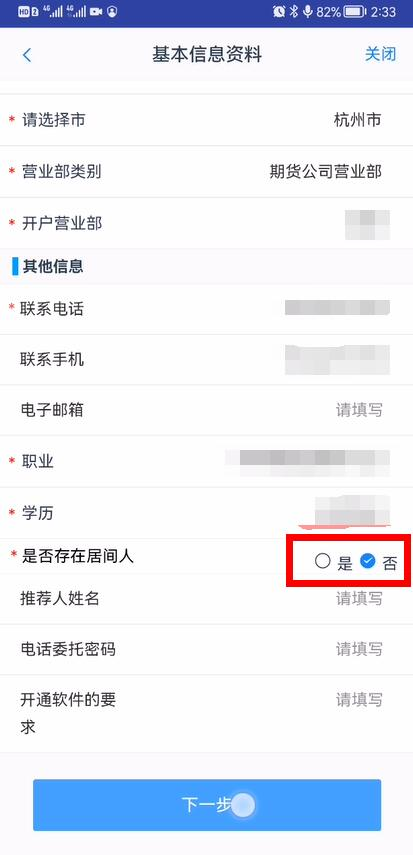 HD 2 4G 4G 82% 2:33
基本信息资料 关闭
* 请选择市 杭州市
* 营业部类别 期货公司营业部
* 开户营业部
其他信息
* 联系电话
联系手机
电子邮箱 请填写
* 职业
* 学历
* 是否存在居间人 是 否
推荐人姓名 请填写
电话委托密码 请填写
开通软件的要 请填写
求
下一步